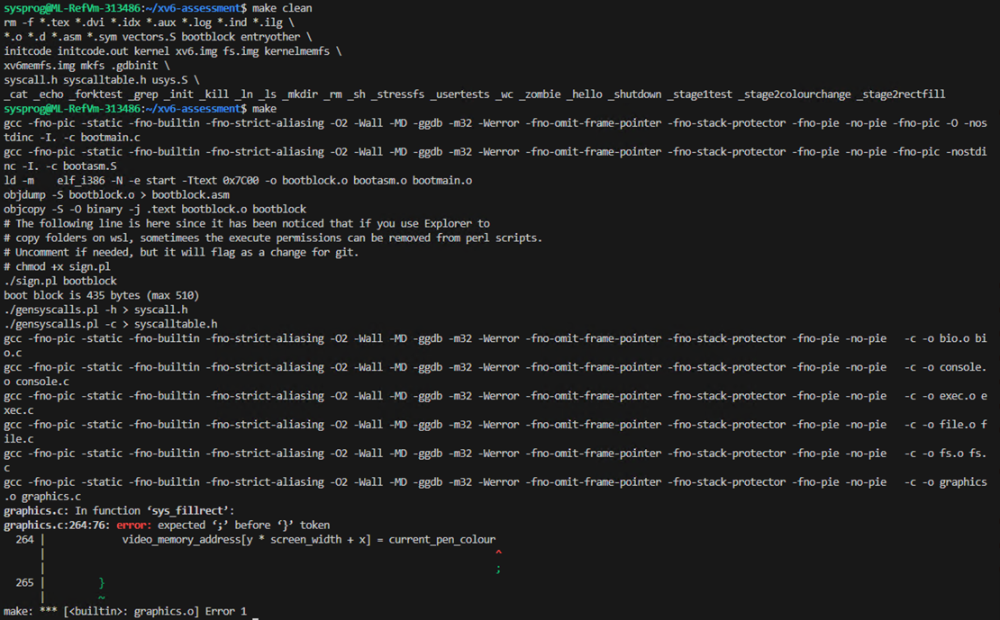 sysprog@ML-RefVm-313486:~/xv6-assessment$ make clean
rm -f *.tex *.dvi *.idx *.aux *.log *.ind *.ilg \
*.o *.d *.asm *.sym vectors.S bootblock entryother \
initcode initcode.out kernel xv6.img fs.img kernelmemfs \
xv6memfs.img mkfs .gdbinit \
syscall.h syscalltable.h usys.S \
_cat _echo _forktest _grep _init _kill _ln _ls _mkdir _rm _sh _stressfs _usertests _wc _zombie _hello _shutdown _stage1test _stage2colourchange _stage2rectfill
sysprog@ML-RefVm-313486:~/xv6-assessment$ make
gcc -fno-pic -static -fno-builtin -fno-strict-aliasing -O2 -Wall -MD -ggdb -m32 -Werror -fno-omit-frame-pointer -fno-stack-protector -fno-pie -no-pie -fno-pic -O -nos
tdinc -I. -c bootmain.c
gcc -fno-pic -static -fno-builtin -fno-strict-aliasing -O2 -Wall -MD -ggdb -m32 -Werror -fno-omit-frame-pointer -fno-stack-protector -fno-pie -no-pie -fno-pic -nostdi
nc -I. -c bootasm.S
ld -m    elf_i386 -N -e start -Ttext 0x7C00 -o bootblock.o bootasm.o bootmain.o
objdump -S bootblock.o > bootblock.asm
objcopy -S -O binary -j .text bootblock.o bootblock
# The following line is here since it has been noticed that if you use Explorer to
# copy folders on wsl, sometimees the execute permissions can be removed from perl scripts.
# Uncomment if needed, but it will flag as a change for git.
# chmod +x sign.pl
./sign.pl bootblock
boot block is 435 bytes (max 510)
./gensyscalls.pl -h > syscall.h
./gensyscalls.pl -c > syscalltable.h
gcc -fno-pic -static -fno-builtin -fno-strict-aliasing -O2 -Wall -MD -ggdb -m32 -Werror -fno-omit-frame-pointer -fno-stack-protector -fno-pie -no-pie   -c -o bio.o bi
o.c
gcc -fno-pic -static -fno-builtin -fno-strict-aliasing -O2 -Wall -MD -ggdb -m32 -Werror -fno-omit-frame-pointer -fno-stack-protector -fno-pie -no-pie   -c -o console.
o console.c
gcc -fno-pic -static -fno-builtin -fno-strict-aliasing -O2 -Wall -MD -ggdb -m32 -Werror -fno-omit-frame-pointer -fno-stack-protector -fno-pie -no-pie   -c -o exec.o e
xec.c
gcc -fno-pic -static -fno-builtin -fno-strict-aliasing -O2 -Wall -MD -ggdb -m32 -Werror -fno-omit-frame-pointer -fno-stack-protector -fno-pie -no-pie   -c -o file.o f
ile.c
gcc -fno-pic -static -fno-builtin -fno-strict-aliasing -O2 -Wall -MD -ggdb -m32 -Werror -fno-omit-frame-pointer -fno-stack-protector -fno-pie -no-pie   -c -o fs.o fs.
c
gcc -fno-pic -static -fno-builtin -fno-strict-aliasing -O2 -Wall -MD -ggdb -m32 -Werror -fno-omit-frame-pointer -fno-stack-protector -fno-pie -no-pie   -c -o graphics
.o graphics.c
graphics.c: In function ‘sys_fillrect’:
graphics.c:264:76: error: expected ‘;’ before ‘}’ token
  264 |             video_memory_address[y * screen_width + x] = current_pen_colour
      |                                                                            ^
      |                                                                            ;
  265 |         }
      |         ~
make: *** [<builtin>: graphics.o] Error 1